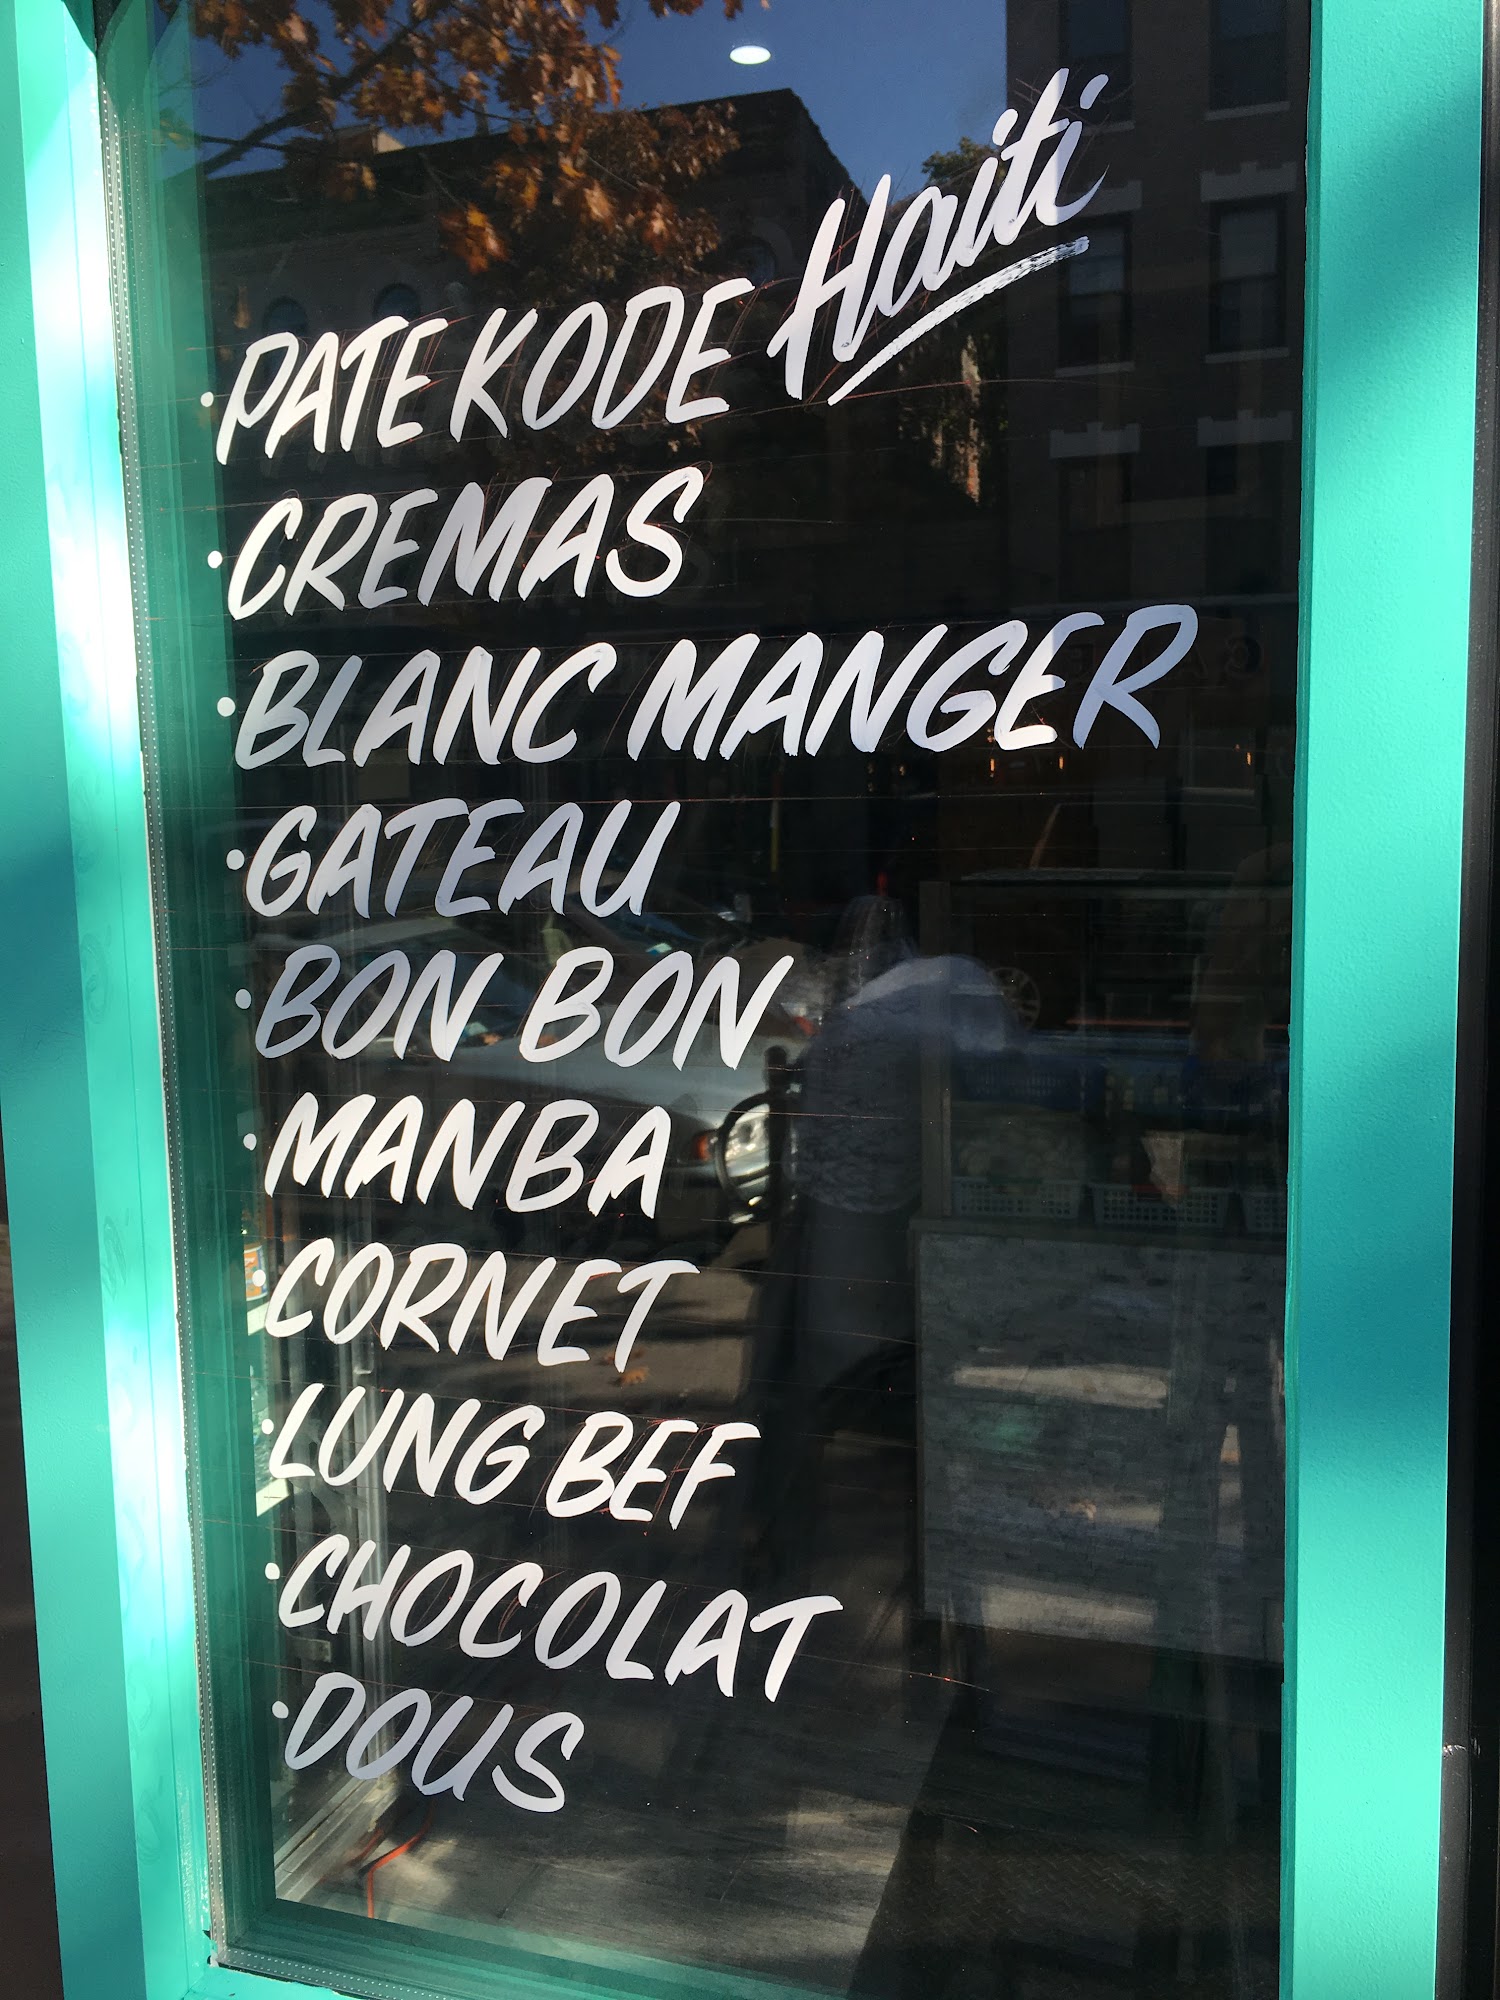 Haiti
• PATE KODE
• CREMAS
• BLANC MANGER
• GATEAU
• BON BON
• MANBA
• CORNET
• LUNG BEF
• CHOCOLAT
• DOUS